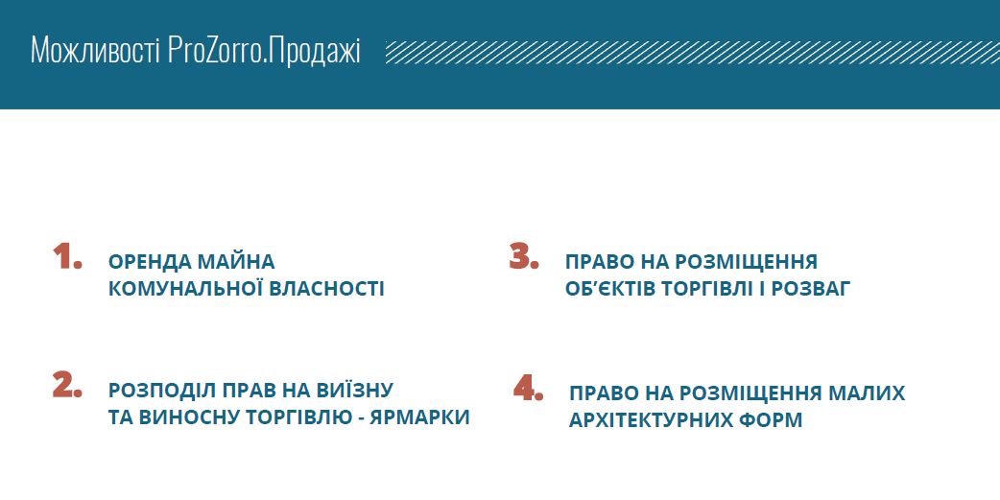 Можливості ProZorro.Продажі
1. ОРЕНДА МАЙНА
КОМУНАЛЬНОЇ ВЛАСНОСТІ
2. РОЗПОДІЛ ПРАВ НА ВИЇЗНУ
ТА ВИНОСНУ ТОРГІВЛЮ - ЯРМАРКИ
3. ПРАВО НА РОЗМІЩЕННЯ
ОБ’ЄКТІВ ТОРГІВЛІ І РОЗВАГ
4. ПРАВО НА РОЗМІЩЕННЯ МАЛИХ
АРХІТЕКТУРНИХ ФОРМ